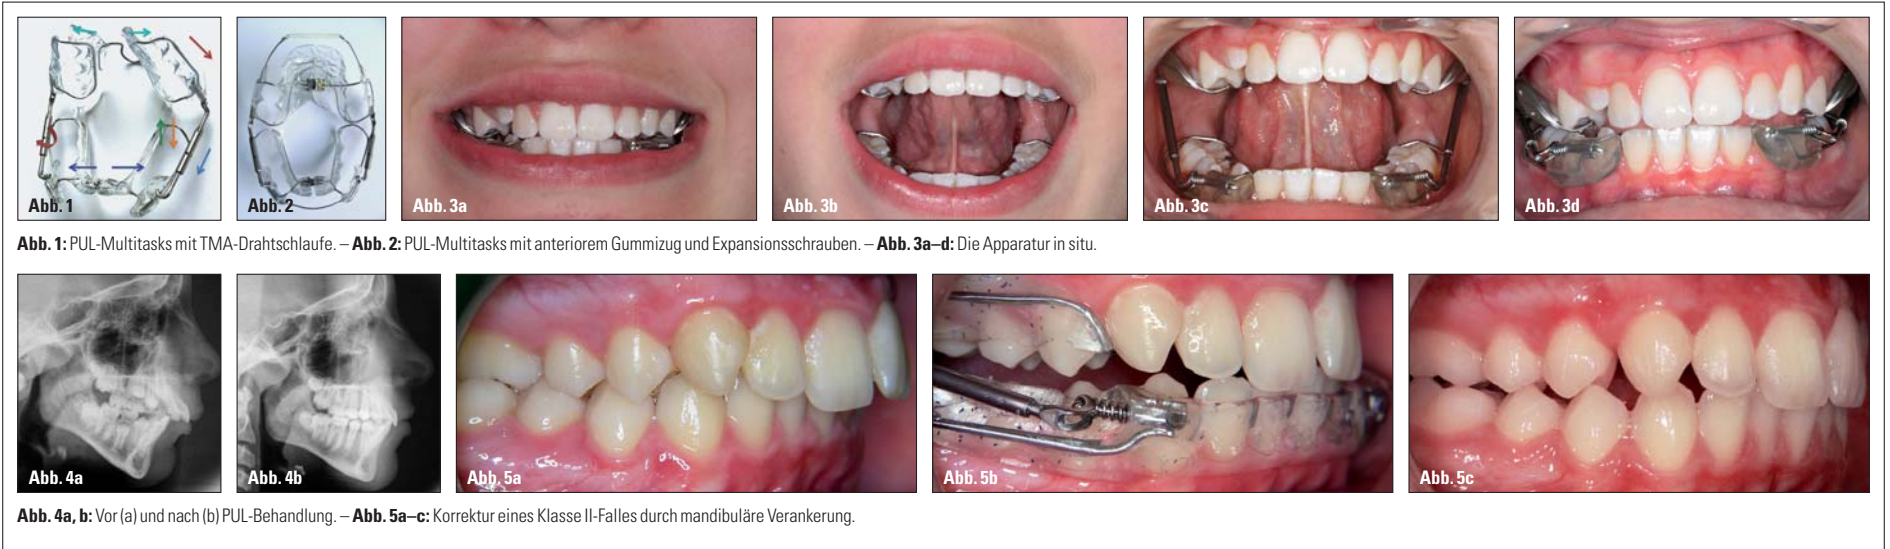 Abb. 1
Abb. 2
Abb. 3a
Abb. 3b
Abb. 3c
Abb. 3d
Abb. 1: PUL-Multitasks mit TMA-Drahtschlaufe. – Abb. 2: PUL-Multitasks mit anteriorem Gummizug und Expansionsschrauben. – Abb. 3a–d: Die Apparatur in situ.
Abb. 4a
Abb. 4b
Abb. 5a
Abb. 5b
Abb. 5c
Abb. 4a, b: Vor (a) und nach (b) PUL-Behandlung. – Abb. 5a–c: Korrektur eines Klasse II-Falles durch mandibuläre Verankerung.